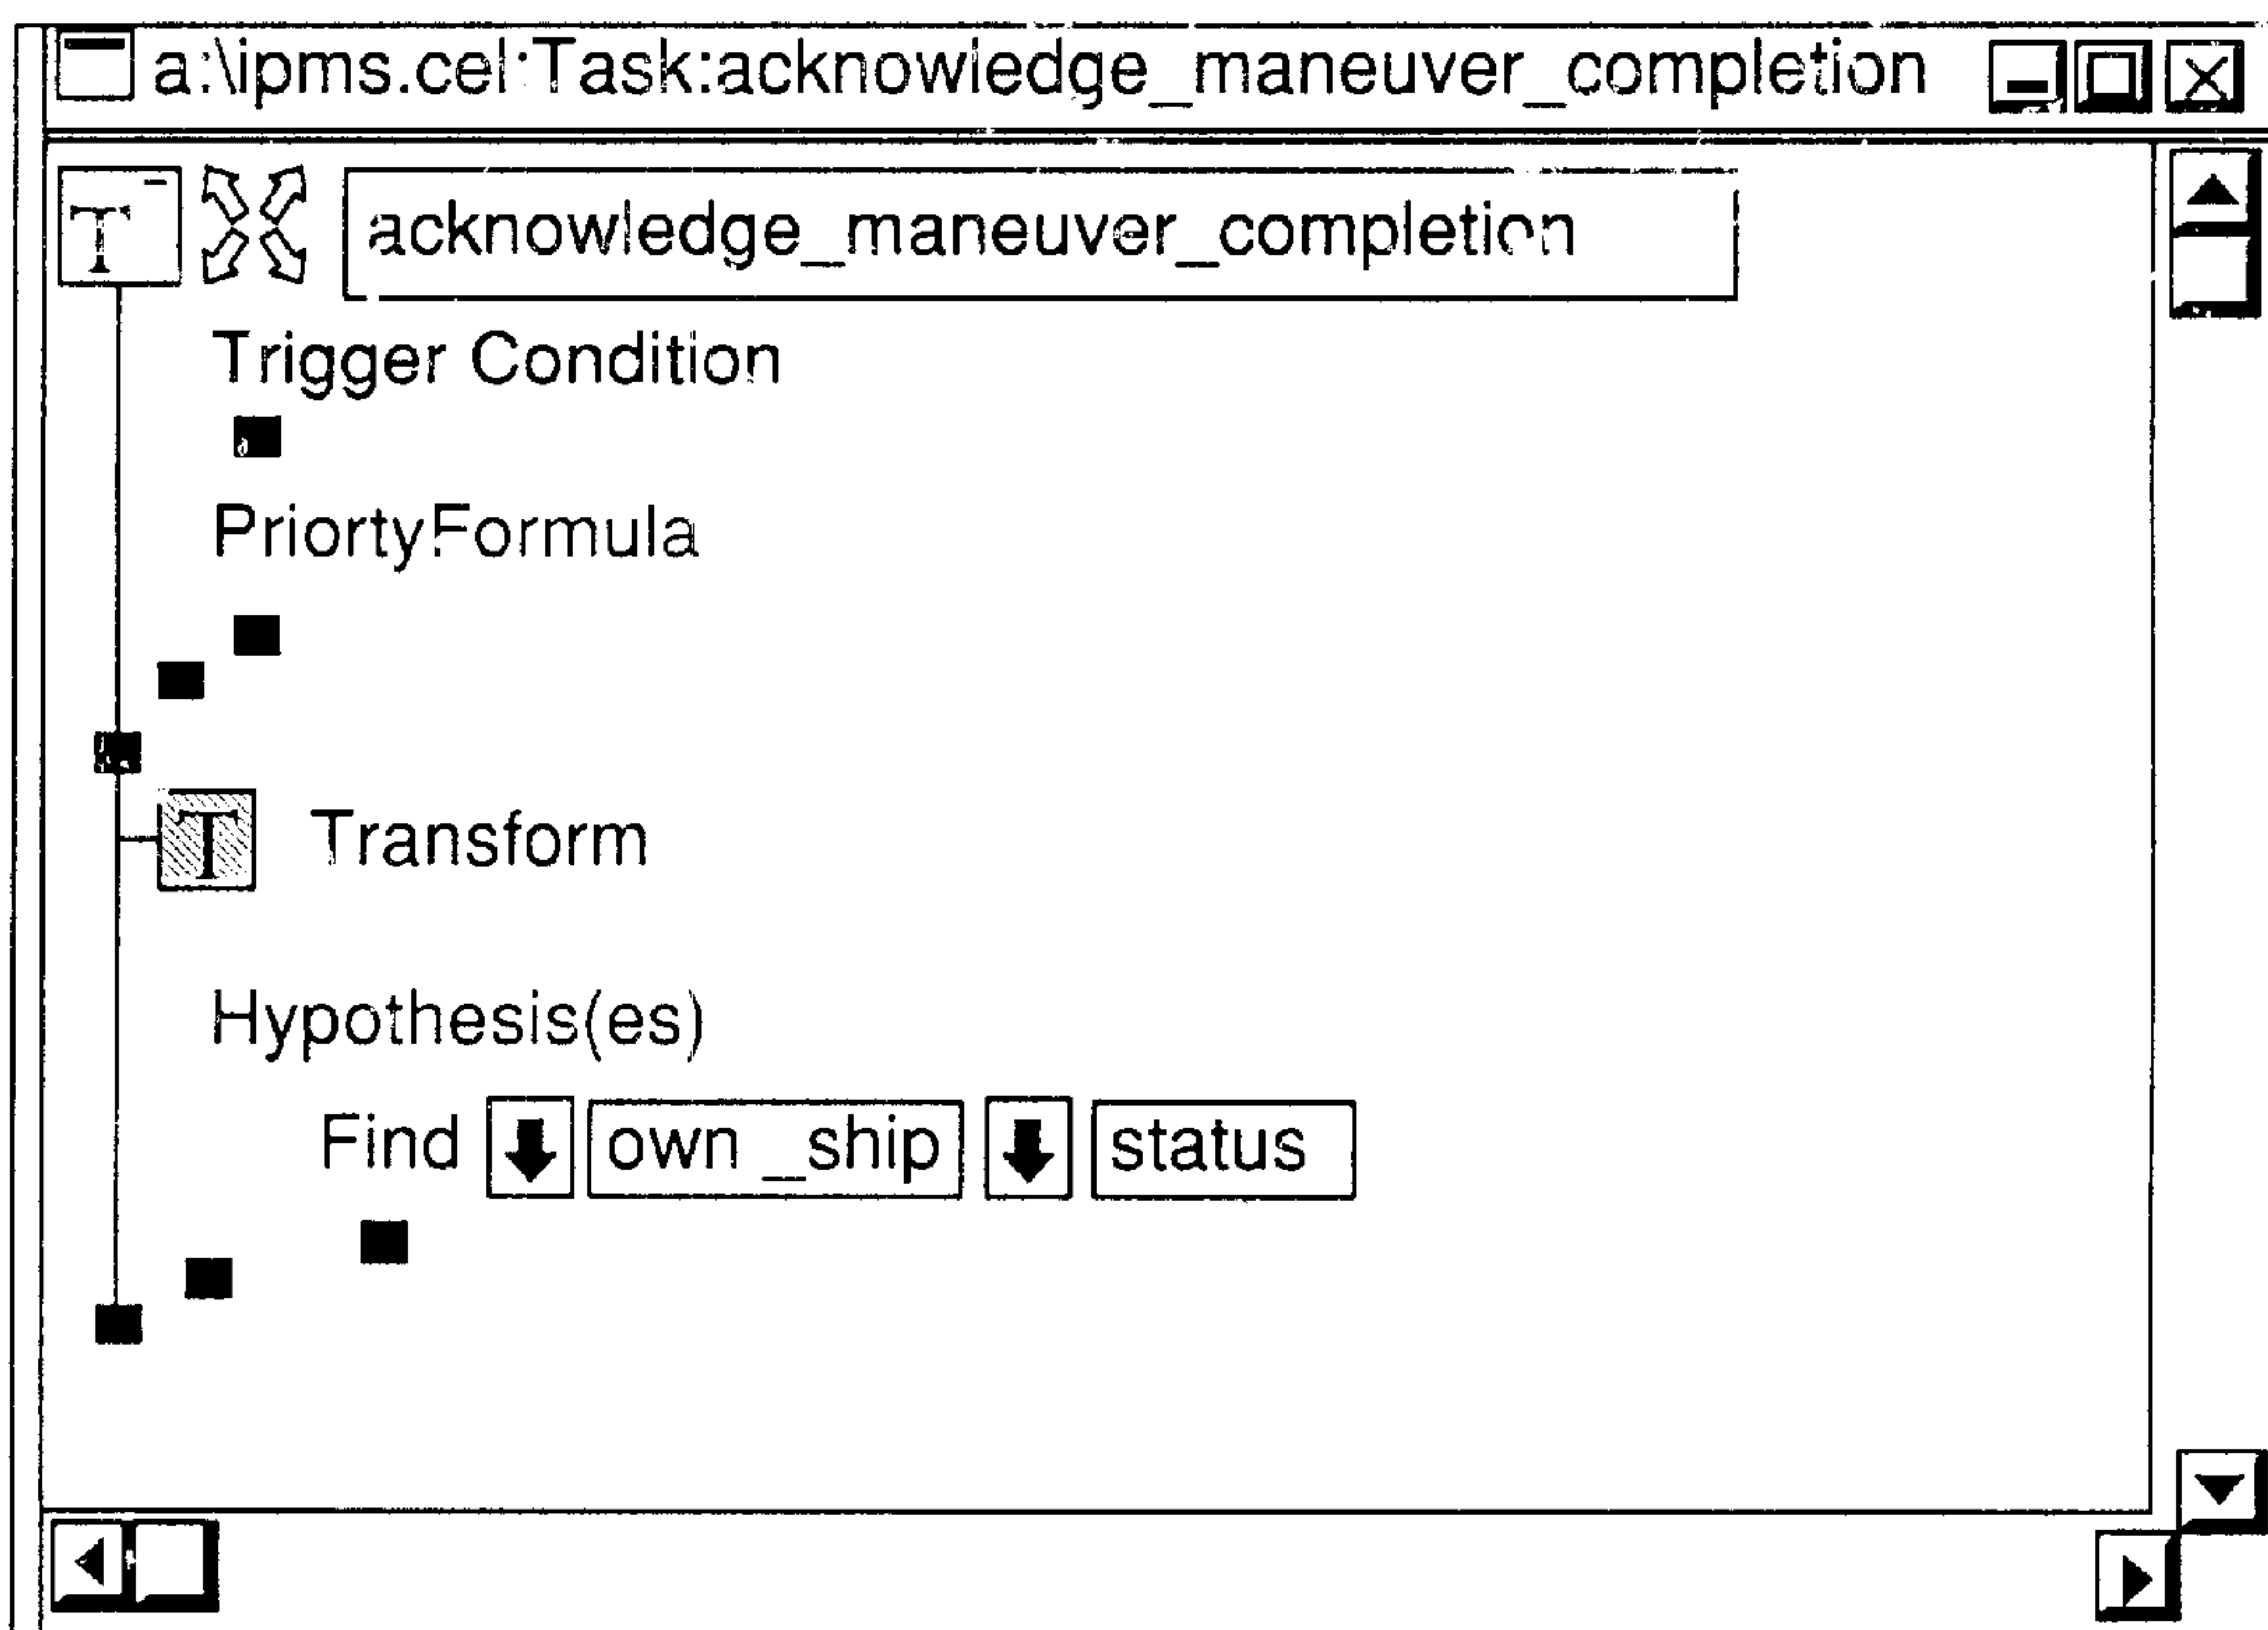 a:\ipms.cel:Task:acknowledge_maneuver_completion
T acknowledge_maneuver_completion
Trigger Condition
PriortyFormula
T Transform
Hypothesis(es)
Find own _ship status